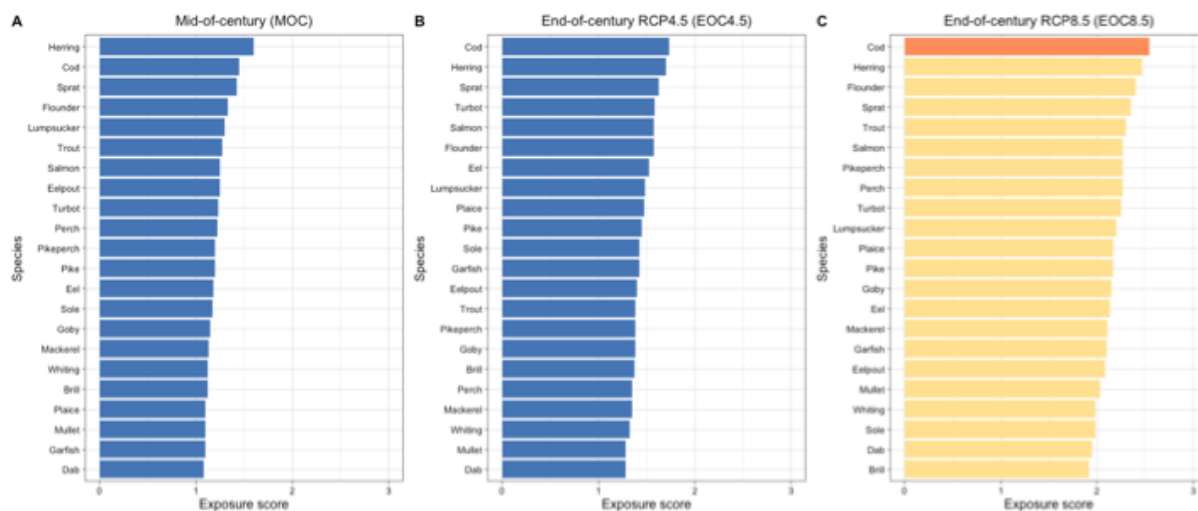 A
Mid-of-century (MOC)
Species
Herring
Cod
Sprat
Flounder
Lumpsucker
Trout
Salmon
Eelpout
Turbot
Perch
Pikeperch
Pike
Eel
Sole
Goby
Mackerel
Whiting
Brill
Plaice
Mullet
Garfish
Dab
0 1 2 3
Exposure score
B
End-of-century RCP4.5 (EOC4.5)
Species
Cod
Herring
Sprat
Turbot
Salmon
Flounder
Eel
Lumpsucker
Plaice
Pike
Sole
Garfish
Eelpout
Trout
Pikeperch
Goby
Brill
Perch
Mackerel
Whiting
Mullet
Dab
0 1 2 3
Exposure score
C
End-of-century RCP8.5 (EOC8.5)
Species
Cod
Herring
Flounder
Sprat
Trout
Salmon
Pikeperch
Perch
Turbot
Lumpsucker
Plaice
Pike
Goby
Eel
Mackerel
Garfish
Eelpout
Mullet
Whiting
Sole
Dab
Brill
0 1 2 3
Exposure score